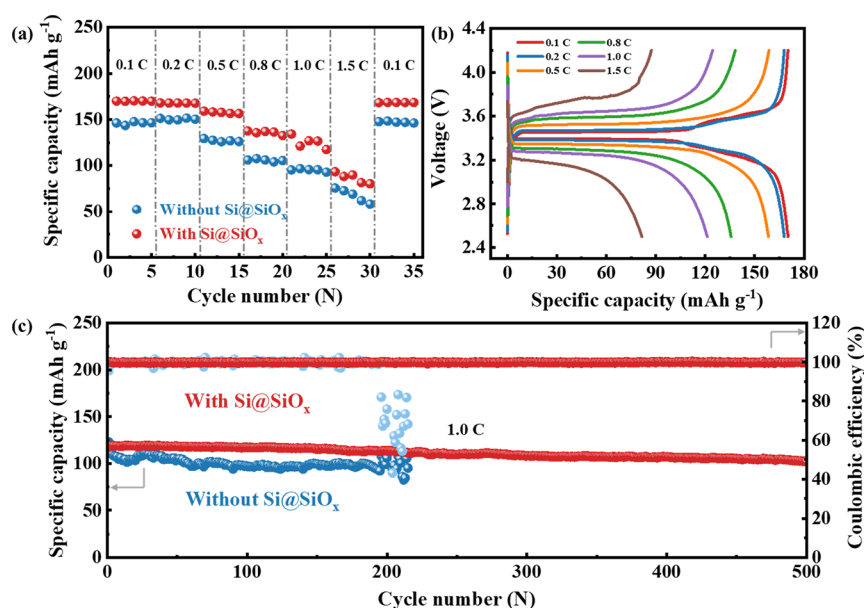 (a)
Specific capacity (mAh g-1)
250
200
150
100
50
0
0.1 C
0.2 C
0.5 C
0.8 C
1.0 C
1.5 C
0.1 C
Without Si@SiOx
With Si@SiOx
0 5 10 15 20 25 30 35
Cycle number (N)
(b)
Voltage (V)
4.4
4.0
3.6
3.2
2.8
2.4
0.1 C 0.8 C
0.2 C 1.0 C
0.5 C 1.5 C
0 30 60 90 120 150 180
Specific capacity (mAh g-1)
(c)
Specific capacity (mAh g-1)
250
200
150
100
50
0
With Si@SiOx
1.0 C
Without Si@SiOx
120
100
80
60
40
20
0
Coulombic efficiency (%)
0 100 200 300 400 500
Cycle number (N)